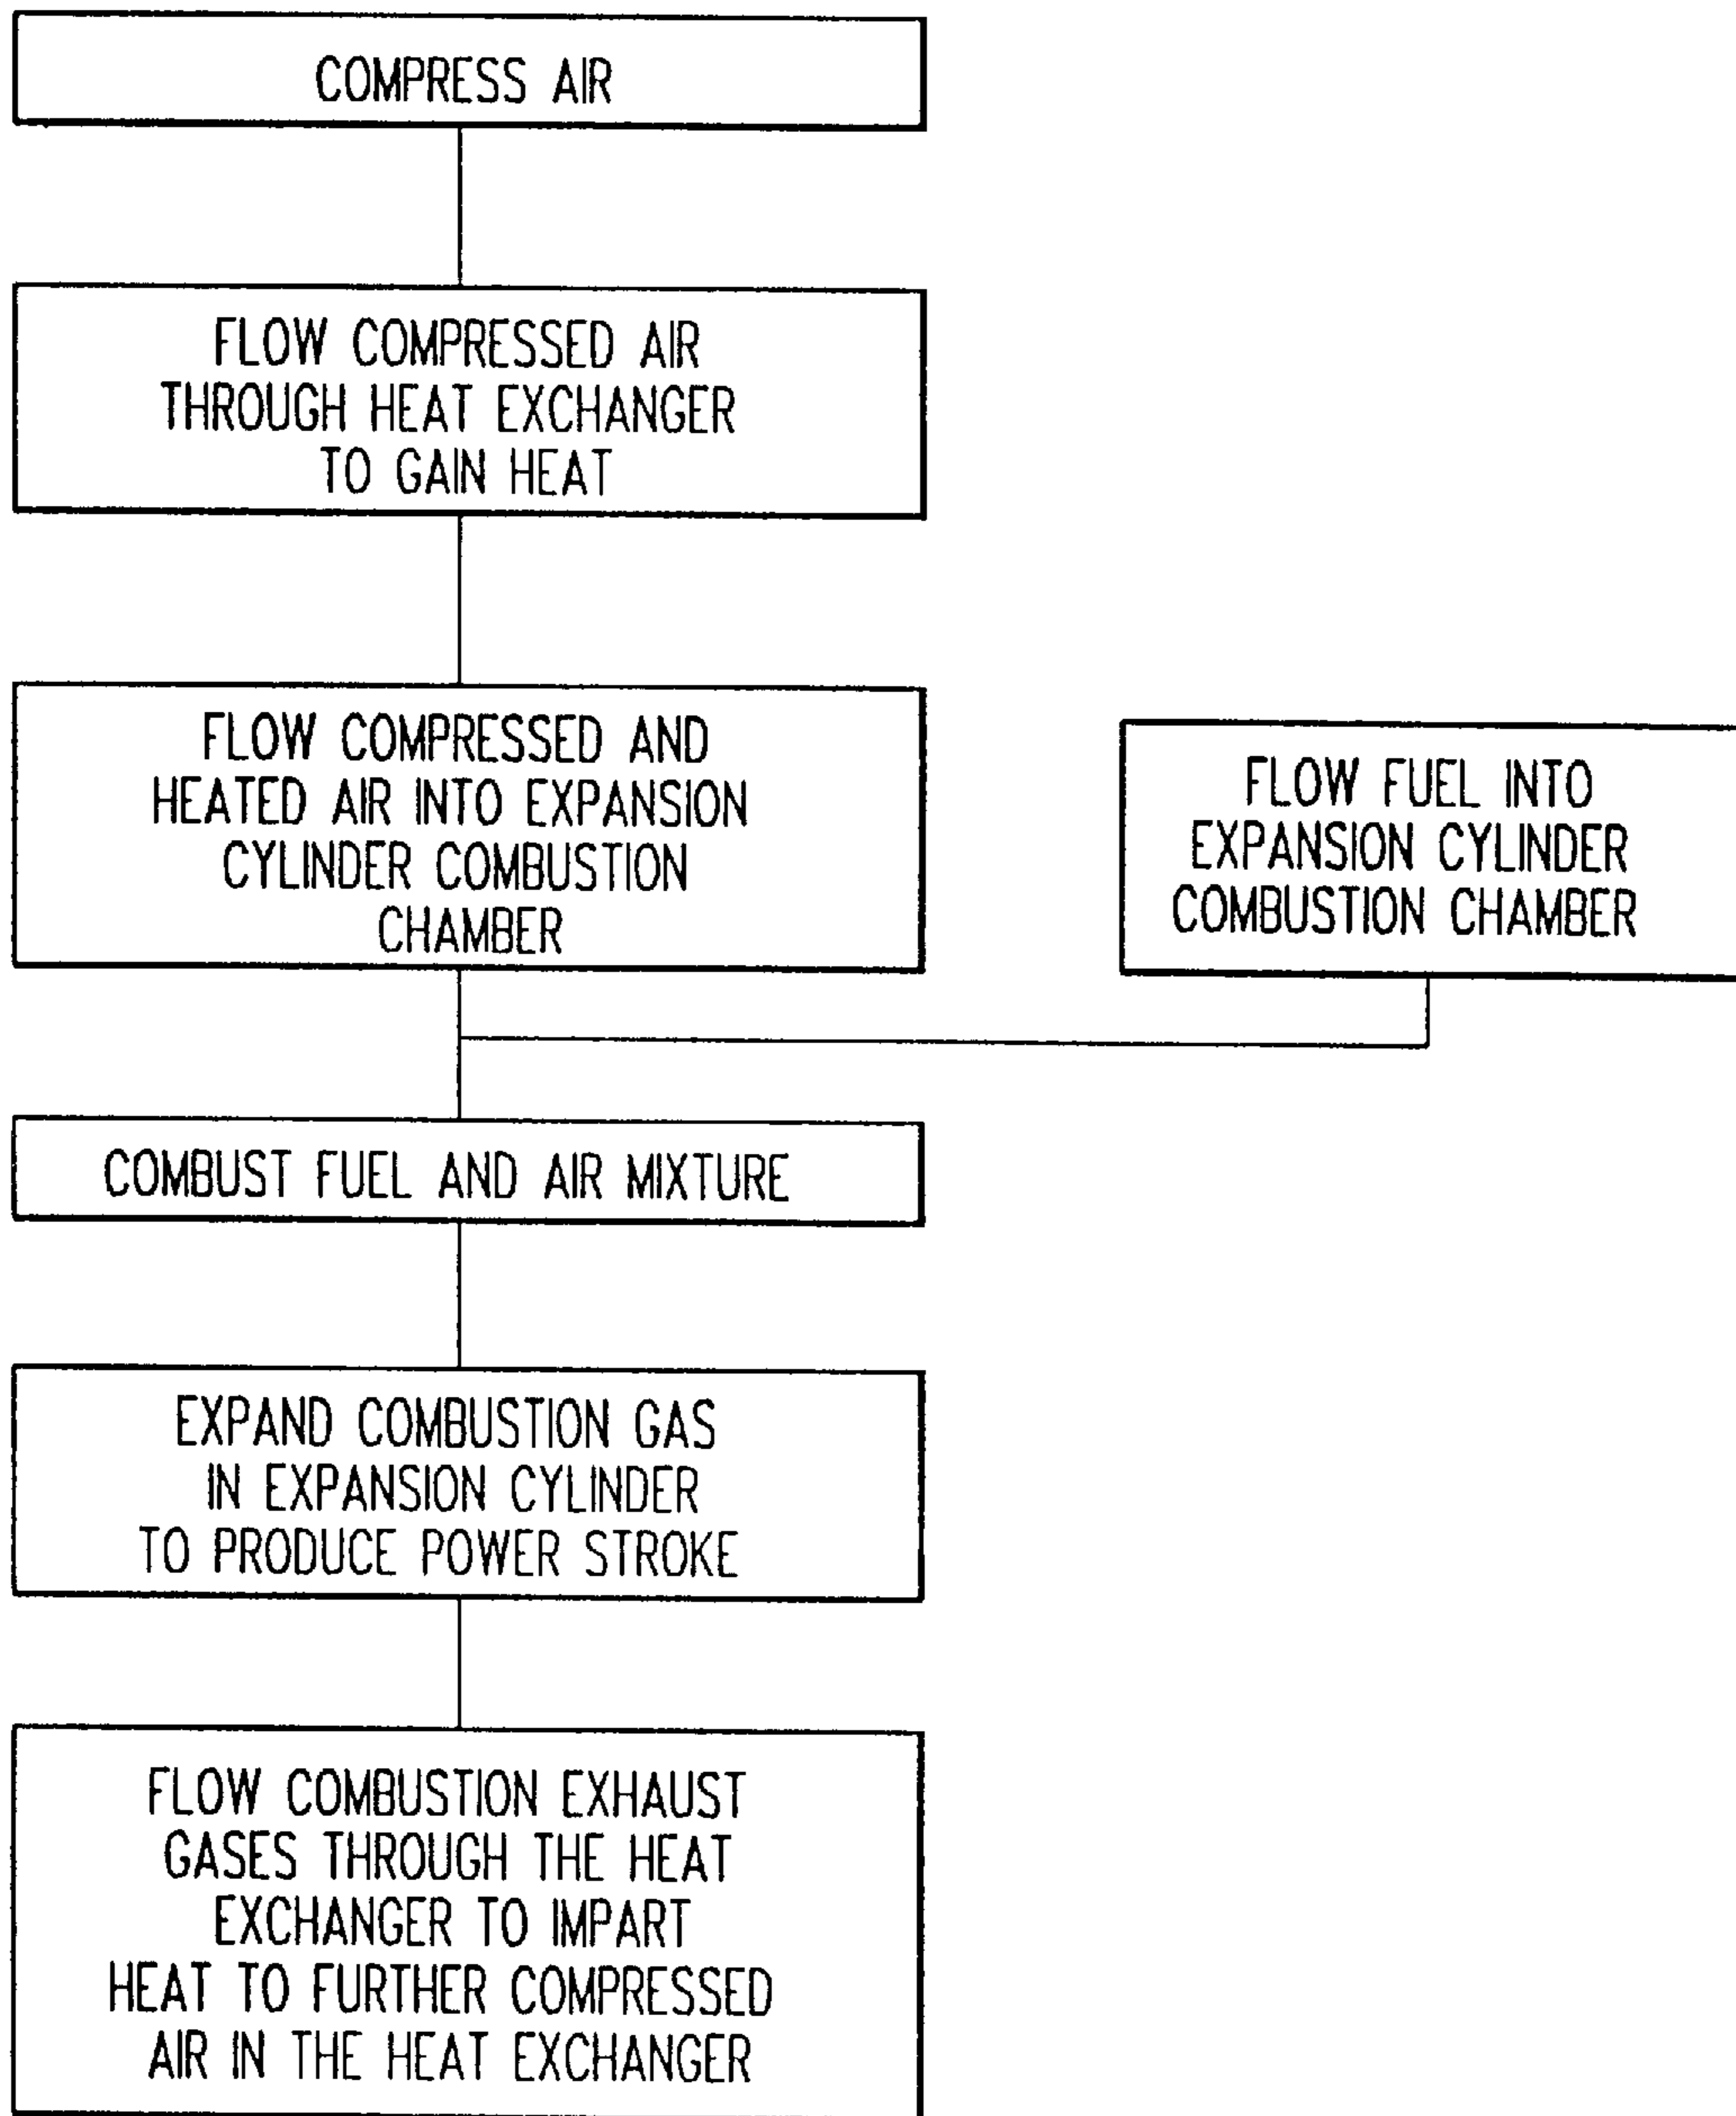 COMPRESS AIR
FLOW COMPRESSED AIR
THROUGH HEAT EXCHANGER
TO GAIN HEAT
FLOW COMPRESSED AND
HEATED AIR INTO EXPANSION
CYLINDER COMBUSTION
CHAMBER
FLOW FUEL INTO
EXPANSION CYLINDER
COMBUSTION CHAMBER
COMBUST FUEL AND AIR MIXTURE
EXPAND COMBUSTION GAS
IN EXPANSION CYLINDER
TO PRODUCE POWER STROKE
FLOW COMBUSTION EXHAUST
GASES THROUGH THE HEAT
EXCHANGER TO IMPART
HEAT TO FURTHER COMPRESSED
AIR IN THE HEAT EXCHANGER